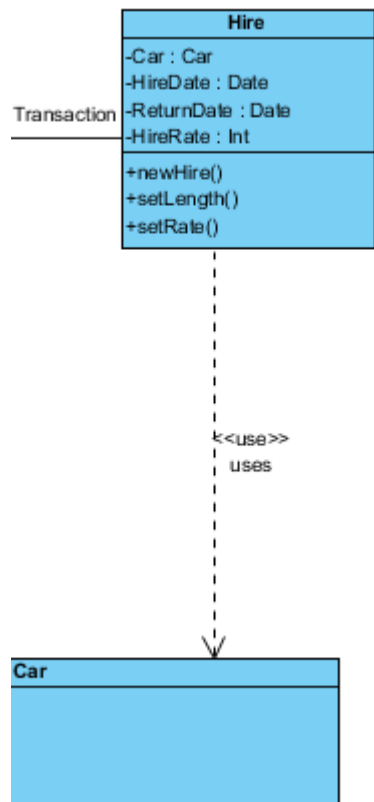 Hire
-Car : Car
-HireDate : Date
Transaction
-ReturnDate : Date
-HireRate : Int
+newHire()
+setLength()
+setRate()
<<use>>
uses
Car